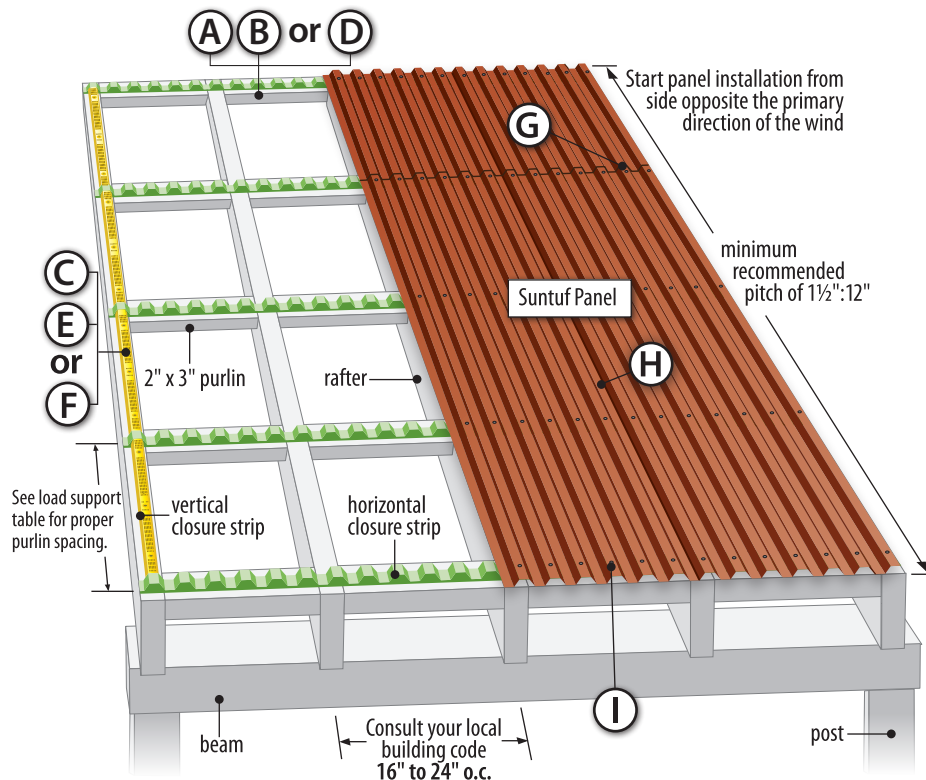 A B or D
Start panel installation from
side opposite the primary
direction of the wind
G
minimum
recommended
pitch of 1½":12"
C
E
or
F
Suntuf Panel
H
2" x 3" purlin
rafter
See load support
table for proper
purlin spacing.
vertical
closure strip
horizontal
closure strip
I
beam
Consult your local
building code
16" to 24" o.c.
post